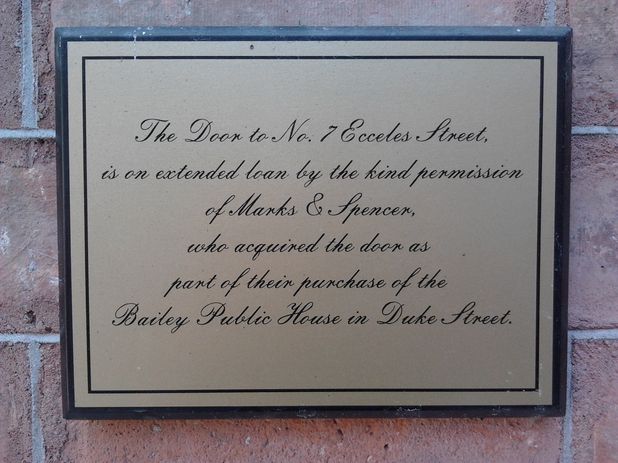 The Door to No. 7 Ecceles Street,
is on extended loan by the kind permission
of Marks & Spencer,
who acquired the door as
part of their purchase of the
Bailey Public House in Duke Street.